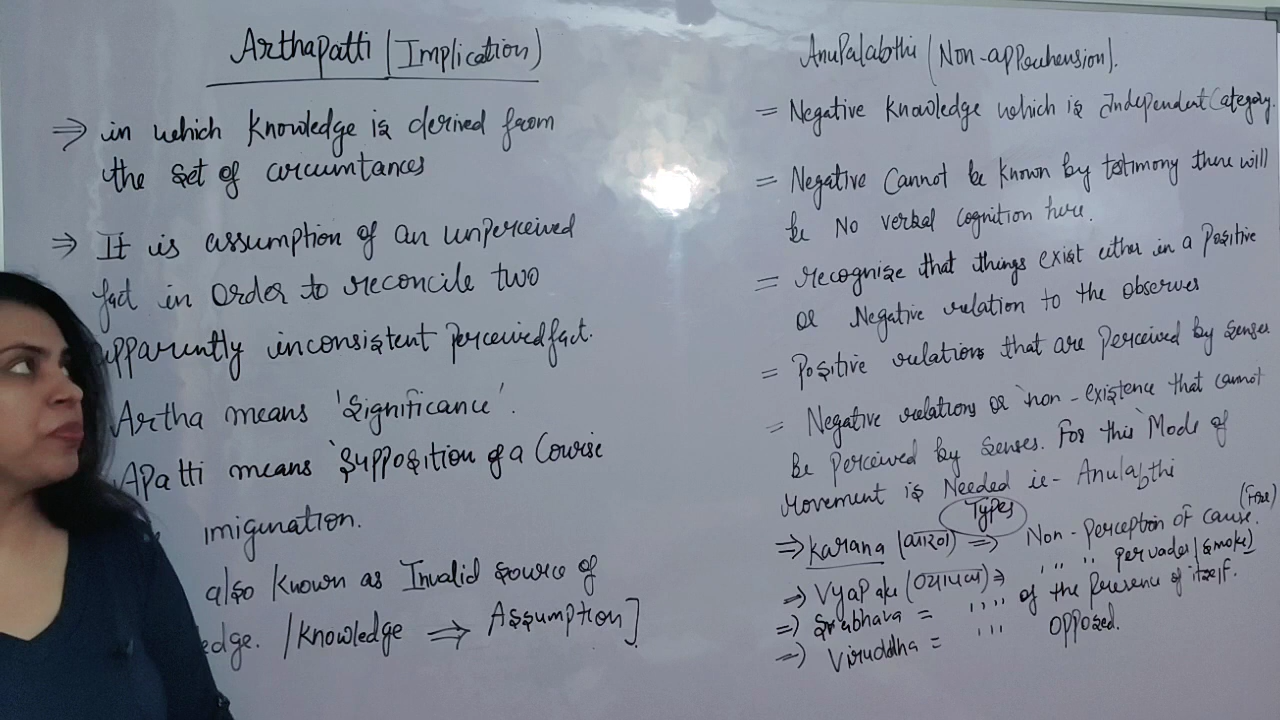 Arthapatti (Implication)
⇒ in which knowledge is derived from
the set of circumtances
⇒ It is assumption of an unperceived
fact in order to reconcile two
apparently inconsistent perceived fact.
Artha means 'Significance'.
APatti means 'Supposition of a Course
imigination.
also known as Invalid source of
edge. / knowledge ⇒ Assumption]
AnuPalabthi (Non-apprehension).
= Negative knowledge which is Independent Category.
= Negative Cannot be known by testimony there will
be No verbal cognition here.
= recognize that things exist either in a Positive
or Negative relation to the observer
= Positive relations that are Perceived by senses
= Negative relations or 'non-existence that cannot
Be perceived by senses. For this Mode of
Movement is Needed ie- Anulabthi
Types
⇒ Karana (कारण) ⇒ Non-Perception of cause. (Fire)
⇒ VyaPake (व्यापक) ⇒ ,, ,, ,, pervader (smoke)
⇒ = ,, ,, of the Presence of itself.
⇒ Viruddha = ,, ,, opposed.